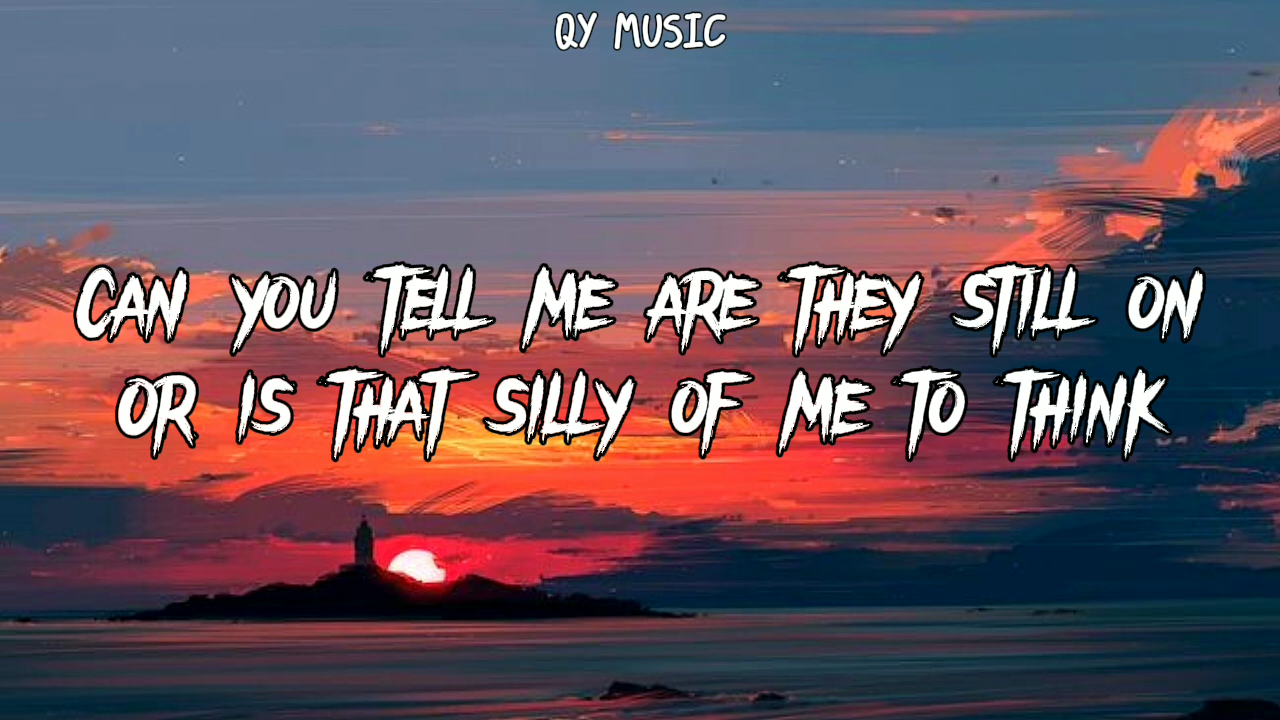 QY MUSIC
CAN YOU TELL ME ARE THEY STILL ON
OR IS THAT SILLY OF ME TO THINK